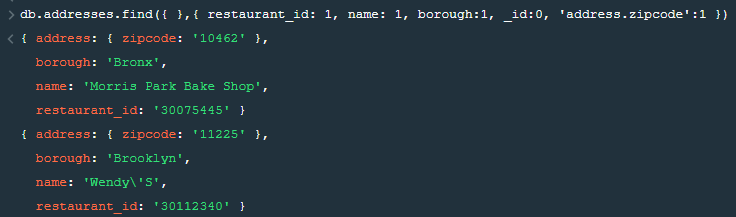 > db.addresses.find({ },{ restaurant_id: 1, name: 1, borough:1, _id:0, 'address.zipcode':1 })
< { address: { zipcode: '10462' },
borough: 'Bronx',
name: 'Morris Park Bake Shop',
restaurant_id: '30075445' }
{ address: { zipcode: '11225' },
borough: 'Brooklyn',
name: 'Wendy\'S',
restaurant_id: '30112340' }